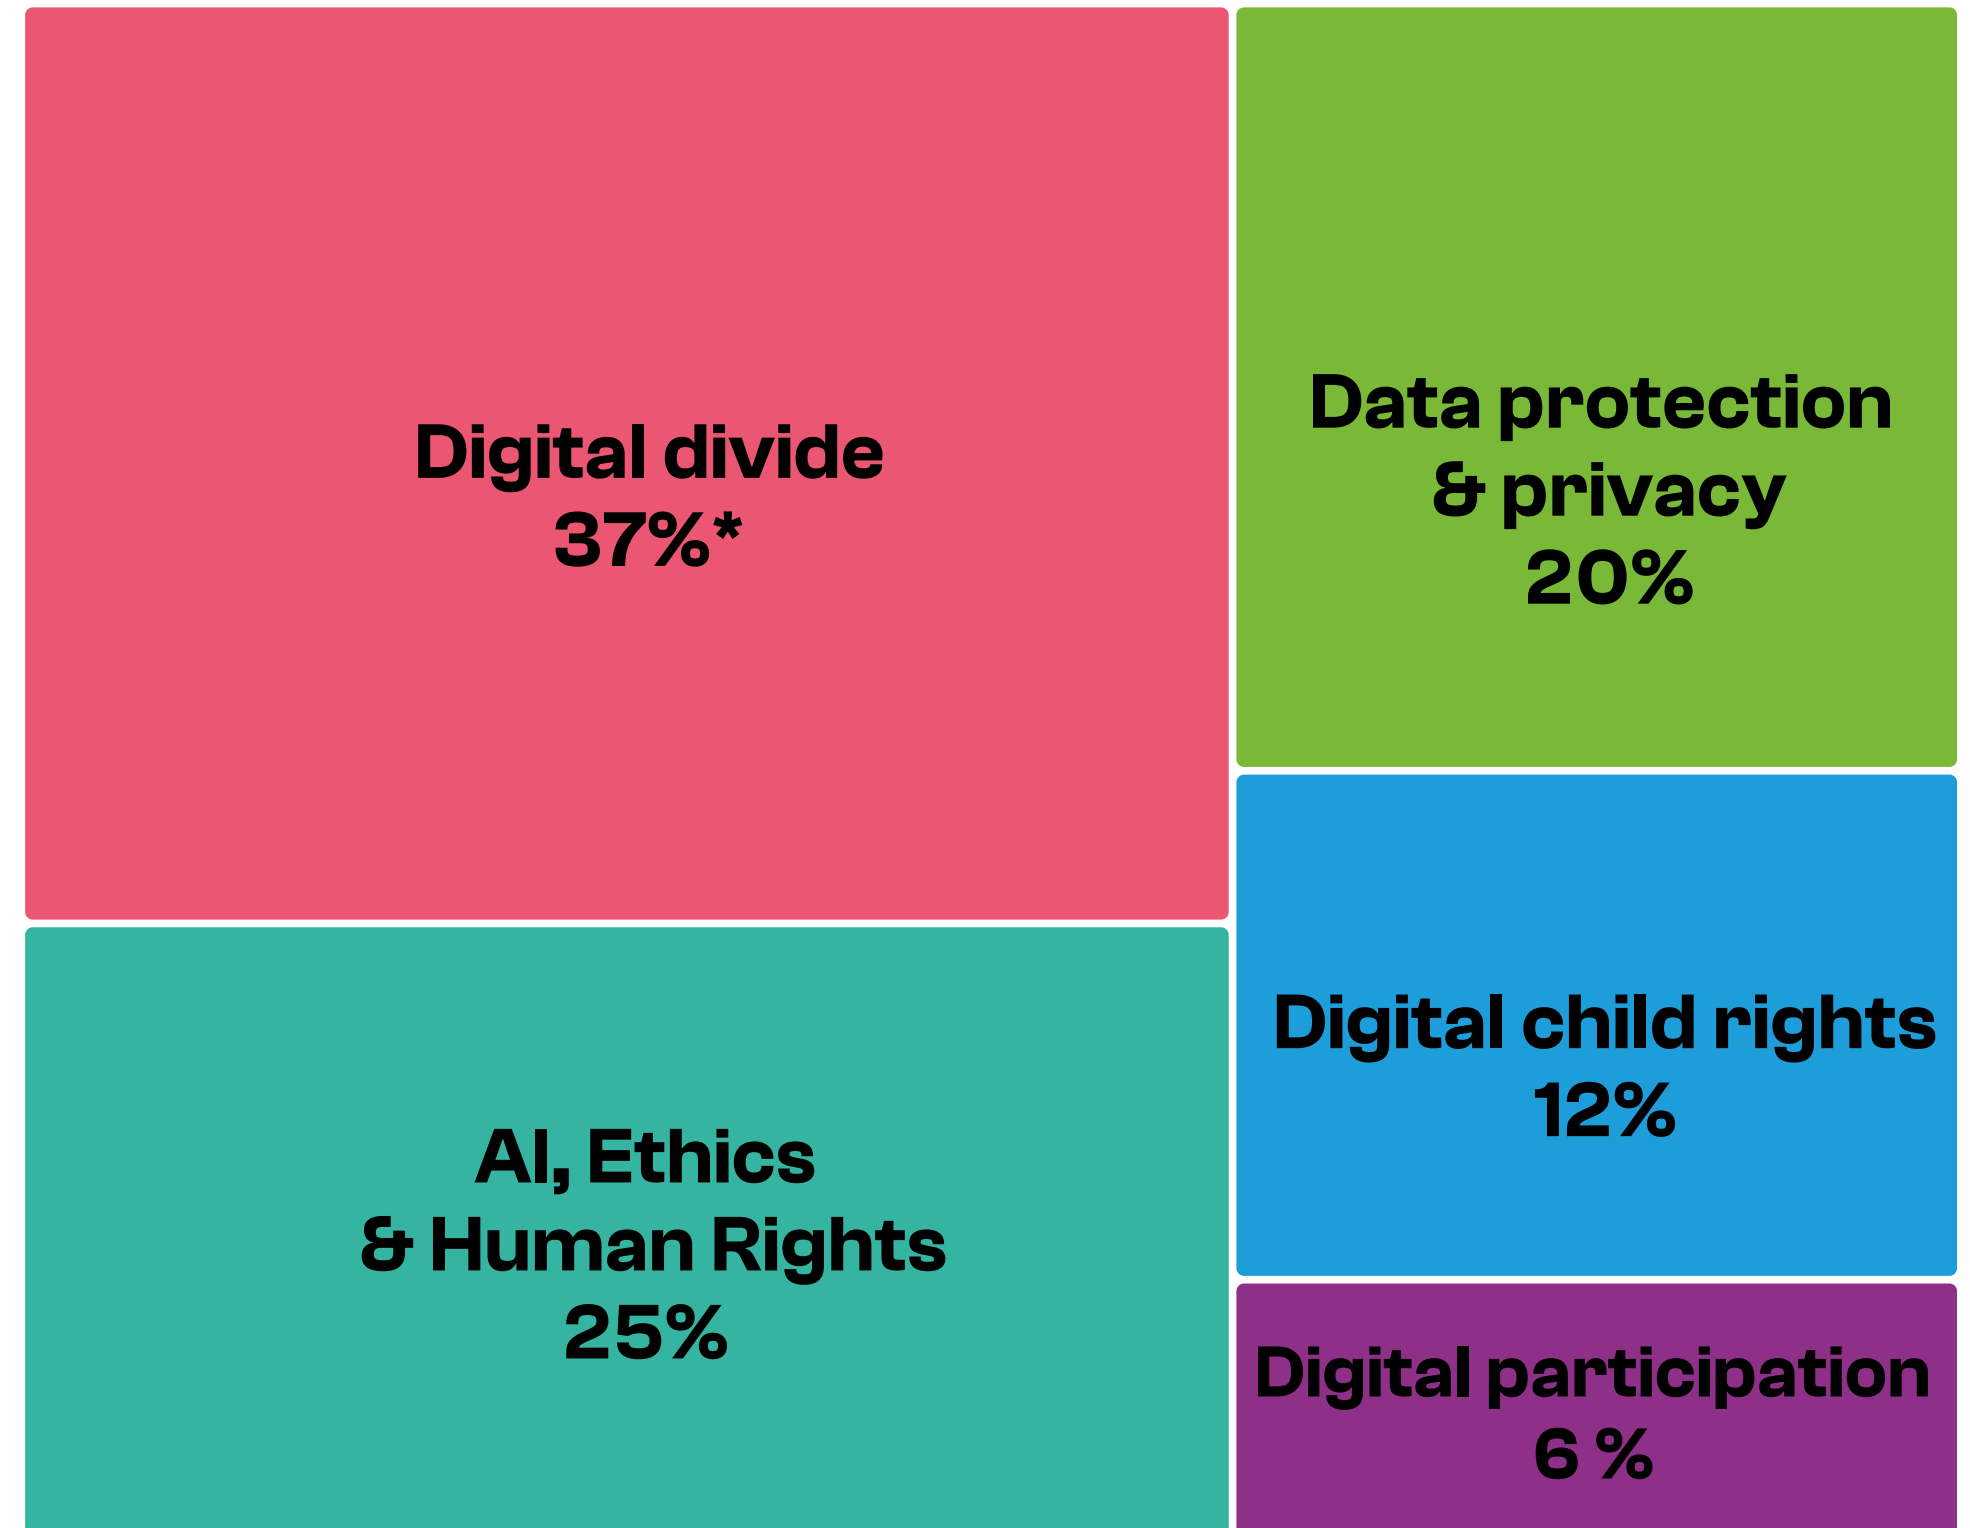 Digital divide
37%*
Data protection
& privacy
20%
Digital child rights
12%
AI, Ethics
& Human Rights
25%
Digital participation
6 %